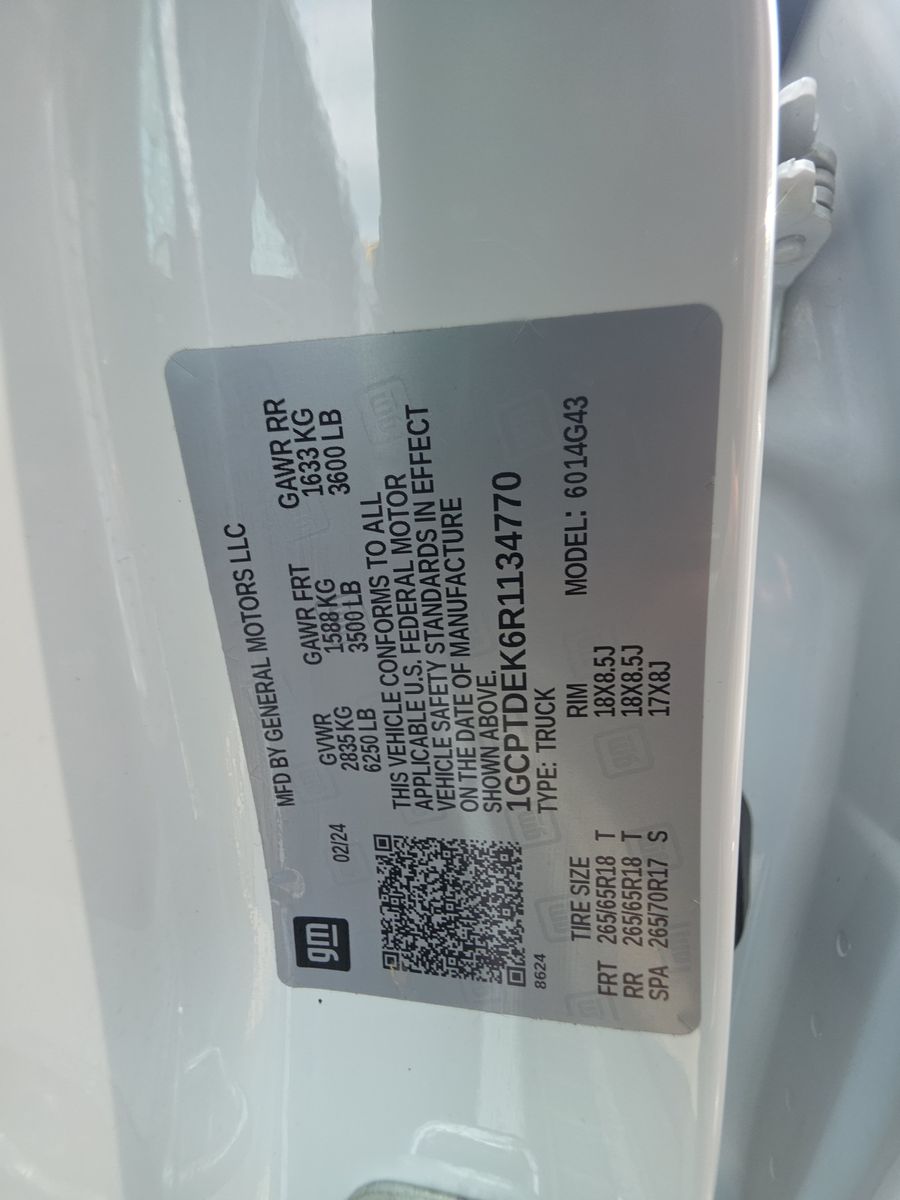 gm
MFD BY GENERAL MOTORS LLC
02/24
GVWR GAWR FRT GAWR RR
2835 KG 1588 KG 1633 KG
6250 LB 3500 LB 3600 LB
THIS VEHICLE CONFORMS TO ALL
APPLICABLE U.S. FEDERAL MOTOR
VEHICLE SAFETY STANDARDS IN EFFECT
ON THE DATE OF MANUFACTURE
SHOWN ABOVE.
1GCPTDEK6R1134770
8624
TYPE: TRUCK MODEL: 6014G43
TIRE SIZE RIM
FRT 265/65R18 T 18X8.5J
RR 265/65R18 T 18X8.5J
SPA 265/70R17 S 17X8J